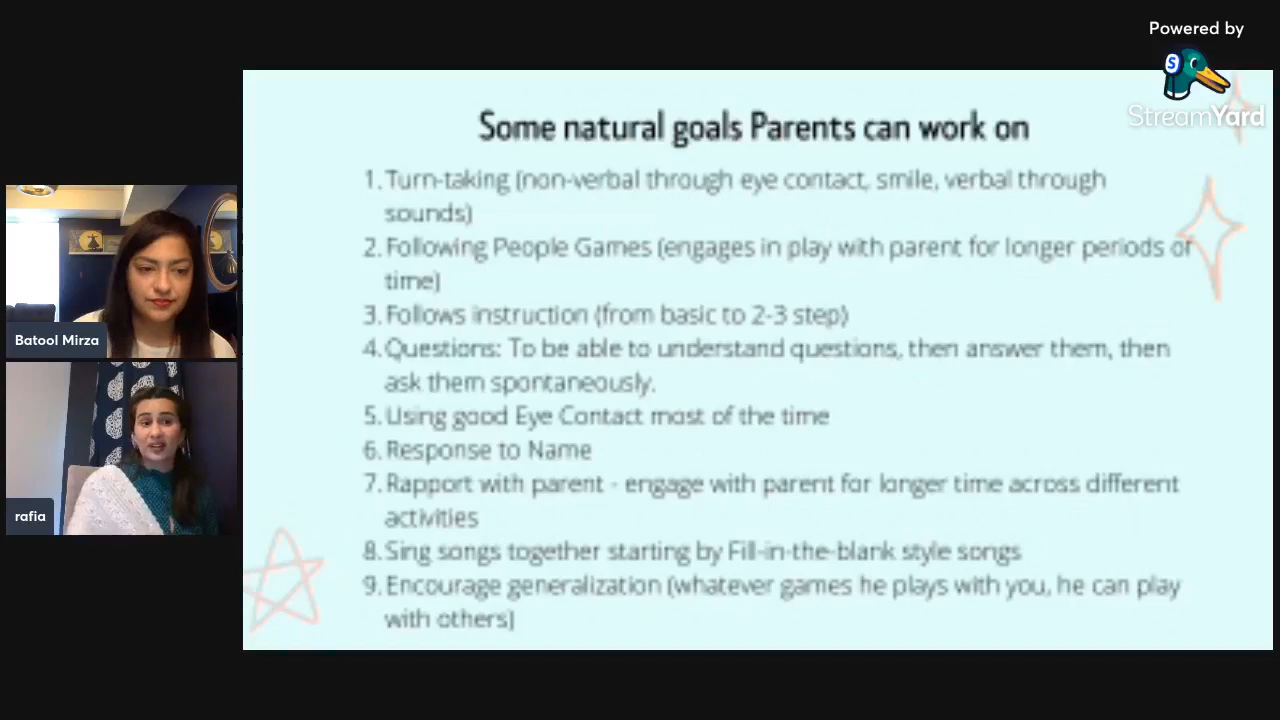 Powered by
StreamYard
Some natural goals Parents can work on
1. Turn-taking (non-verbal through eye contact, smile, verbal through
sounds)
2. Following People Games (engages in play with parent for longer periods of
time)
3. Follows instruction (from basic to 2-3 step)
4. Questions: To be able to understand questions, then answer them, then
ask them spontaneously.
5. Using good Eye Contact most of the time
6. Response to Name
7. Rapport with parent - engage with parent for longer time across different
activities
8. Sing songs together starting by Fill-in-the-blank style songs
9. Encourage generalization (whatever games he plays with you, he can play
with others)
Batool Mirza
rafia